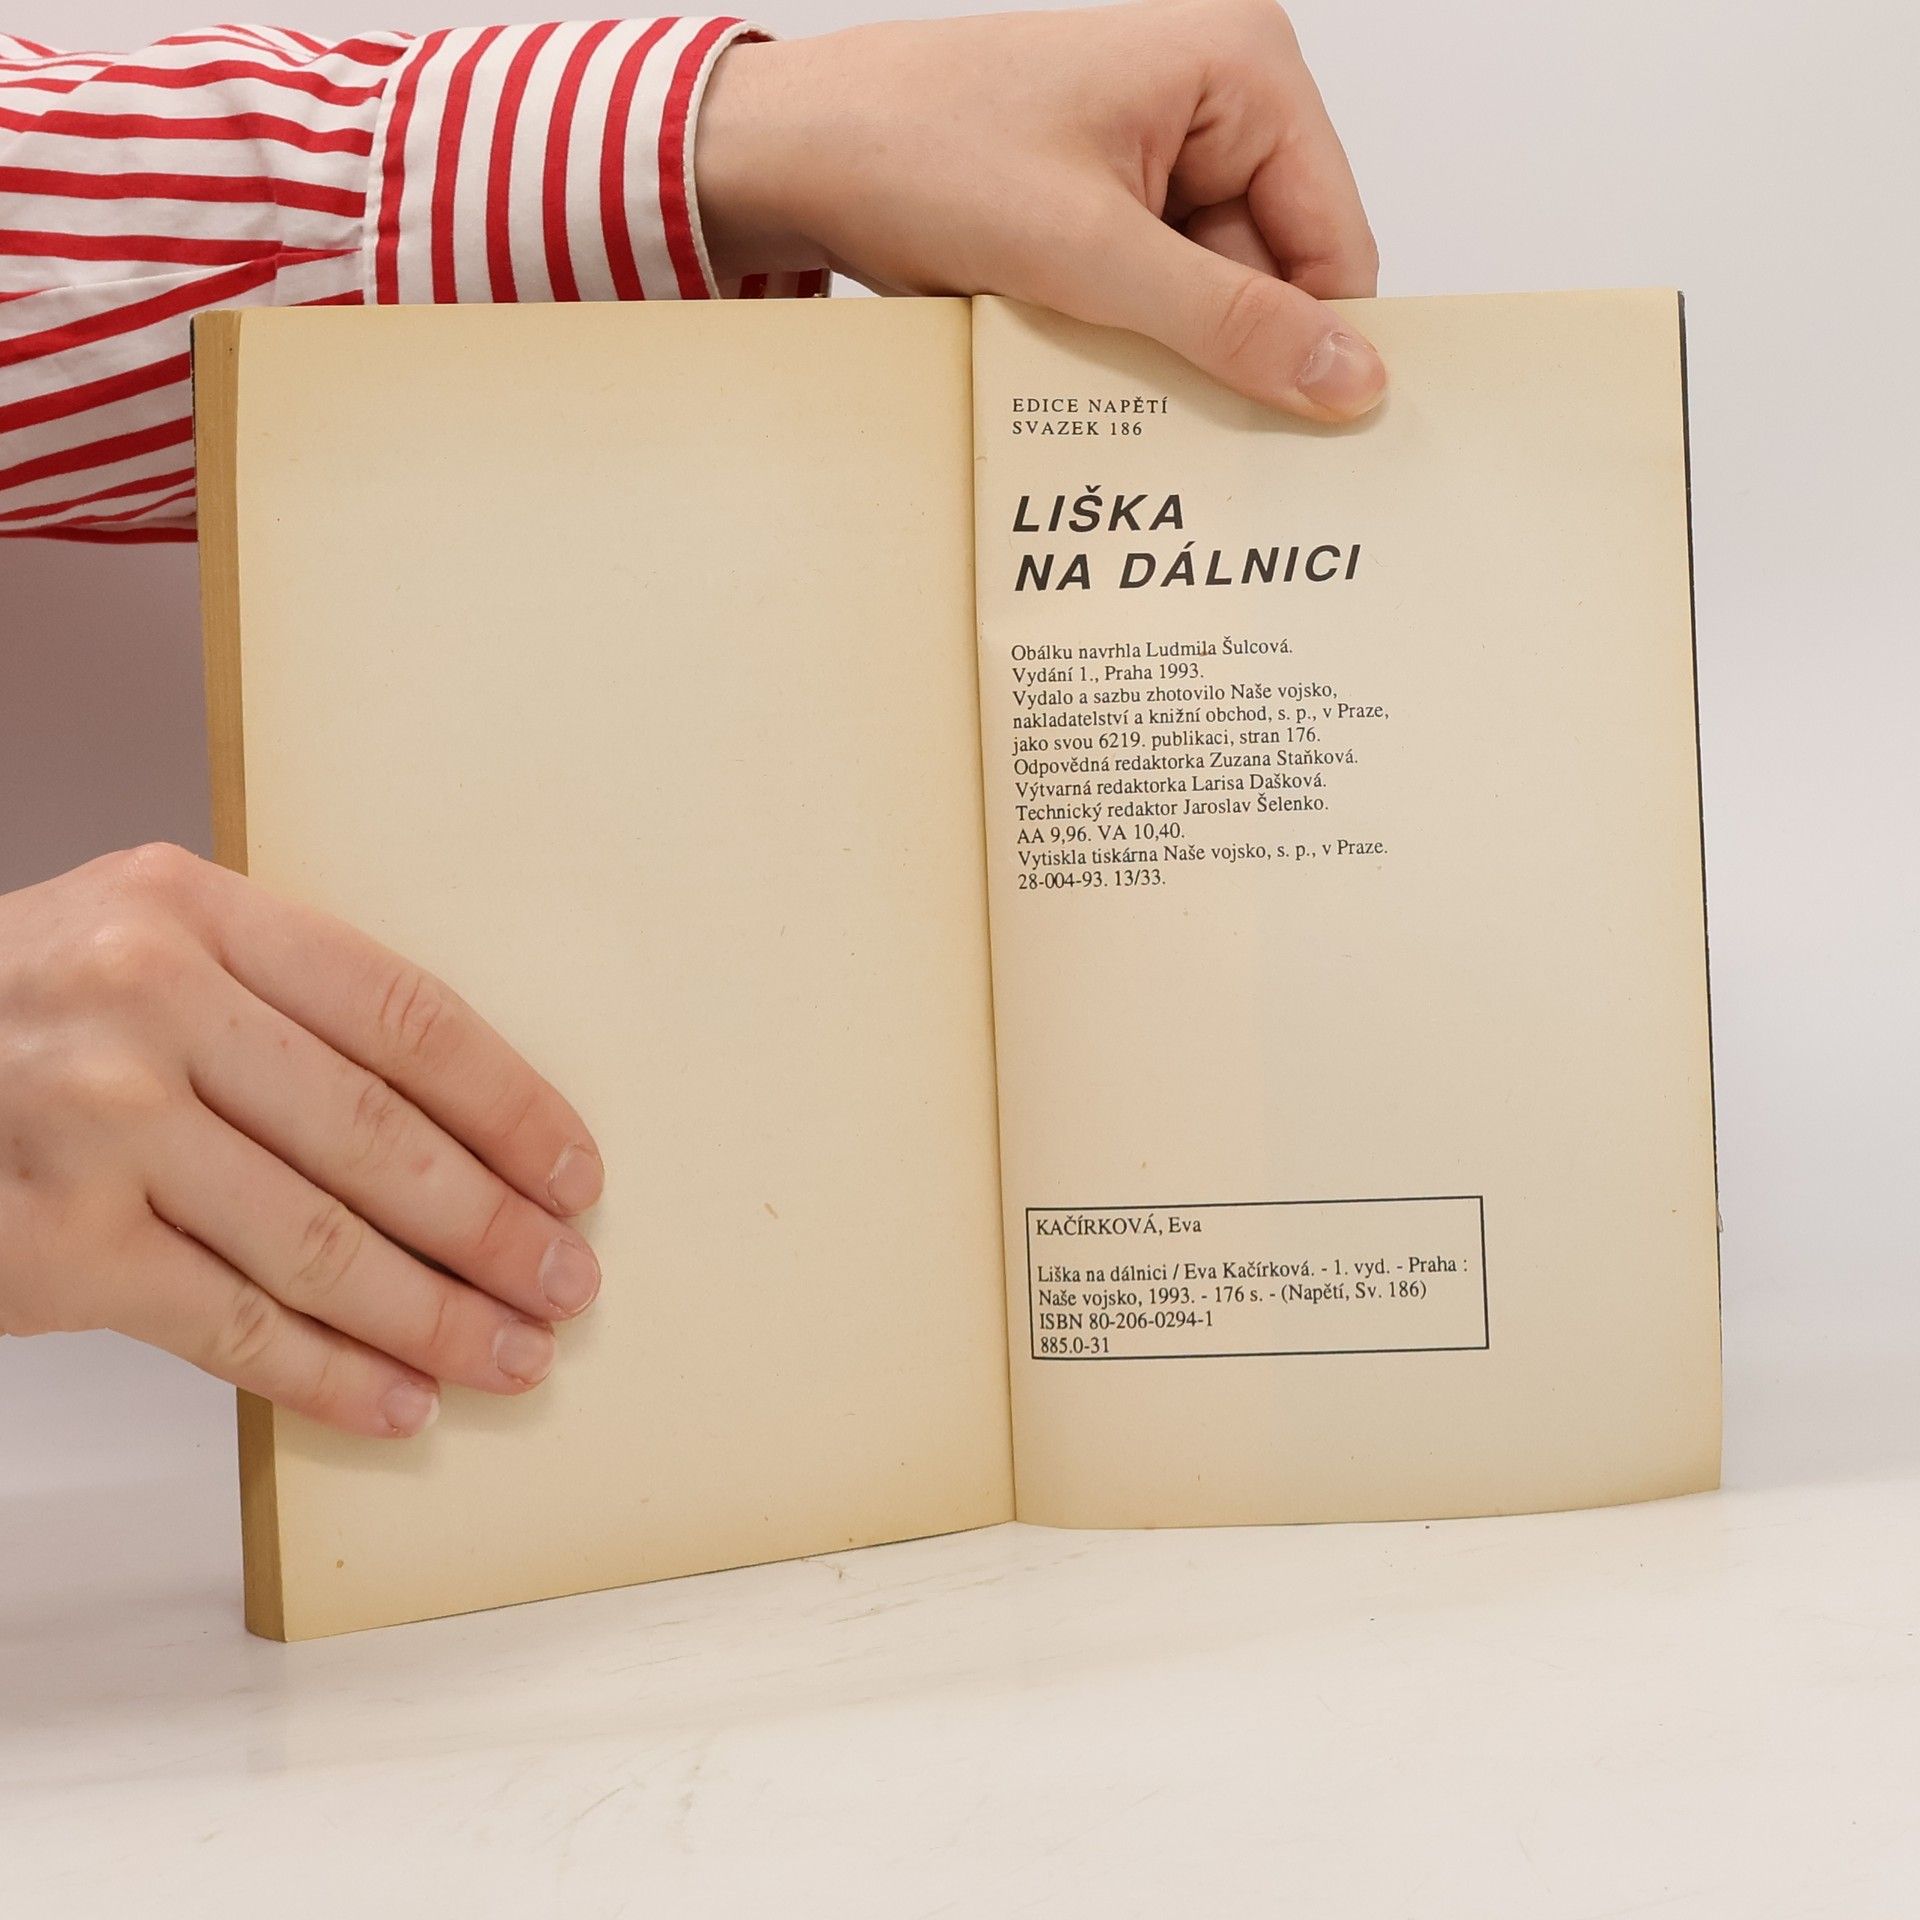 EDICE NAPĚTÍ
SVAZEK 186
LIŠKA
NA DÁLNICI
Obálku navrhla Ludmila Šulcová.
Vydání 1., Praha 1993.
Vydalo a sazbu zhotovilo Naše vojsko,
nakladatelství a knižní obchod, s. p., v Praze,
jako svou 6219. publikaci, stran 176.
Odpovědná redaktorka Zuzana Staňková.
Výtvarná redaktorka Larisa Dašková.
Technický redaktor Jaroslav Šelenko.
AA 9,96. VA 10,40.
Vytiskla tiskárna Naše vojsko, s. p., v Praze.
28-004-93. 13/33.
KAČÍRKOVÁ, Eva
Liška na dálnici / Eva Kačírková. - 1. vyd. - Praha :
Naše vojsko, 1993. - 176 s. - (Napětí, Sv. 186)
ISBN 80-206-0294-1
885.0-31